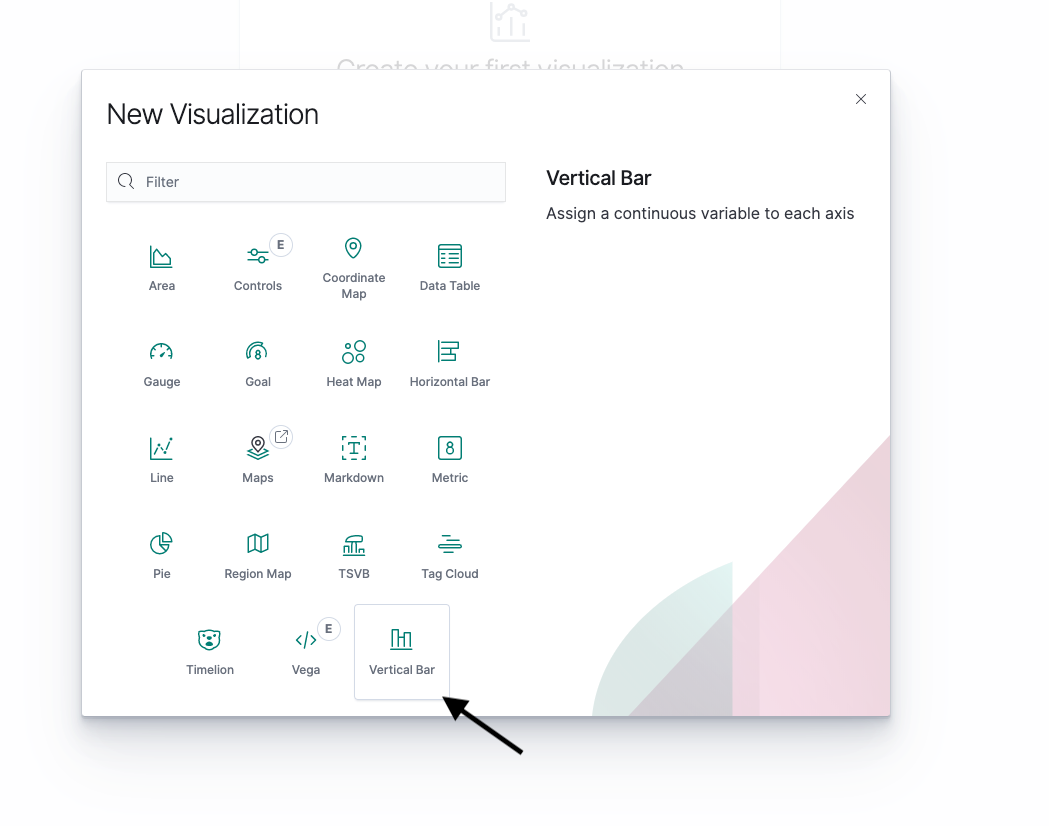 Create your first visualization
New Visualization
Filter
Vertical Bar
Assign a continuous variable to each axis
Area
E
Controls
Coordinate
Map
Data Table
Gauge
8
Goal
Heat Map
Horizontal Bar
Line
Maps
T
Markdown
8
Metric
Pie
Region Map
TSVB
Tag Cloud
Timelion
E
</>
Vega
Vertical Bar